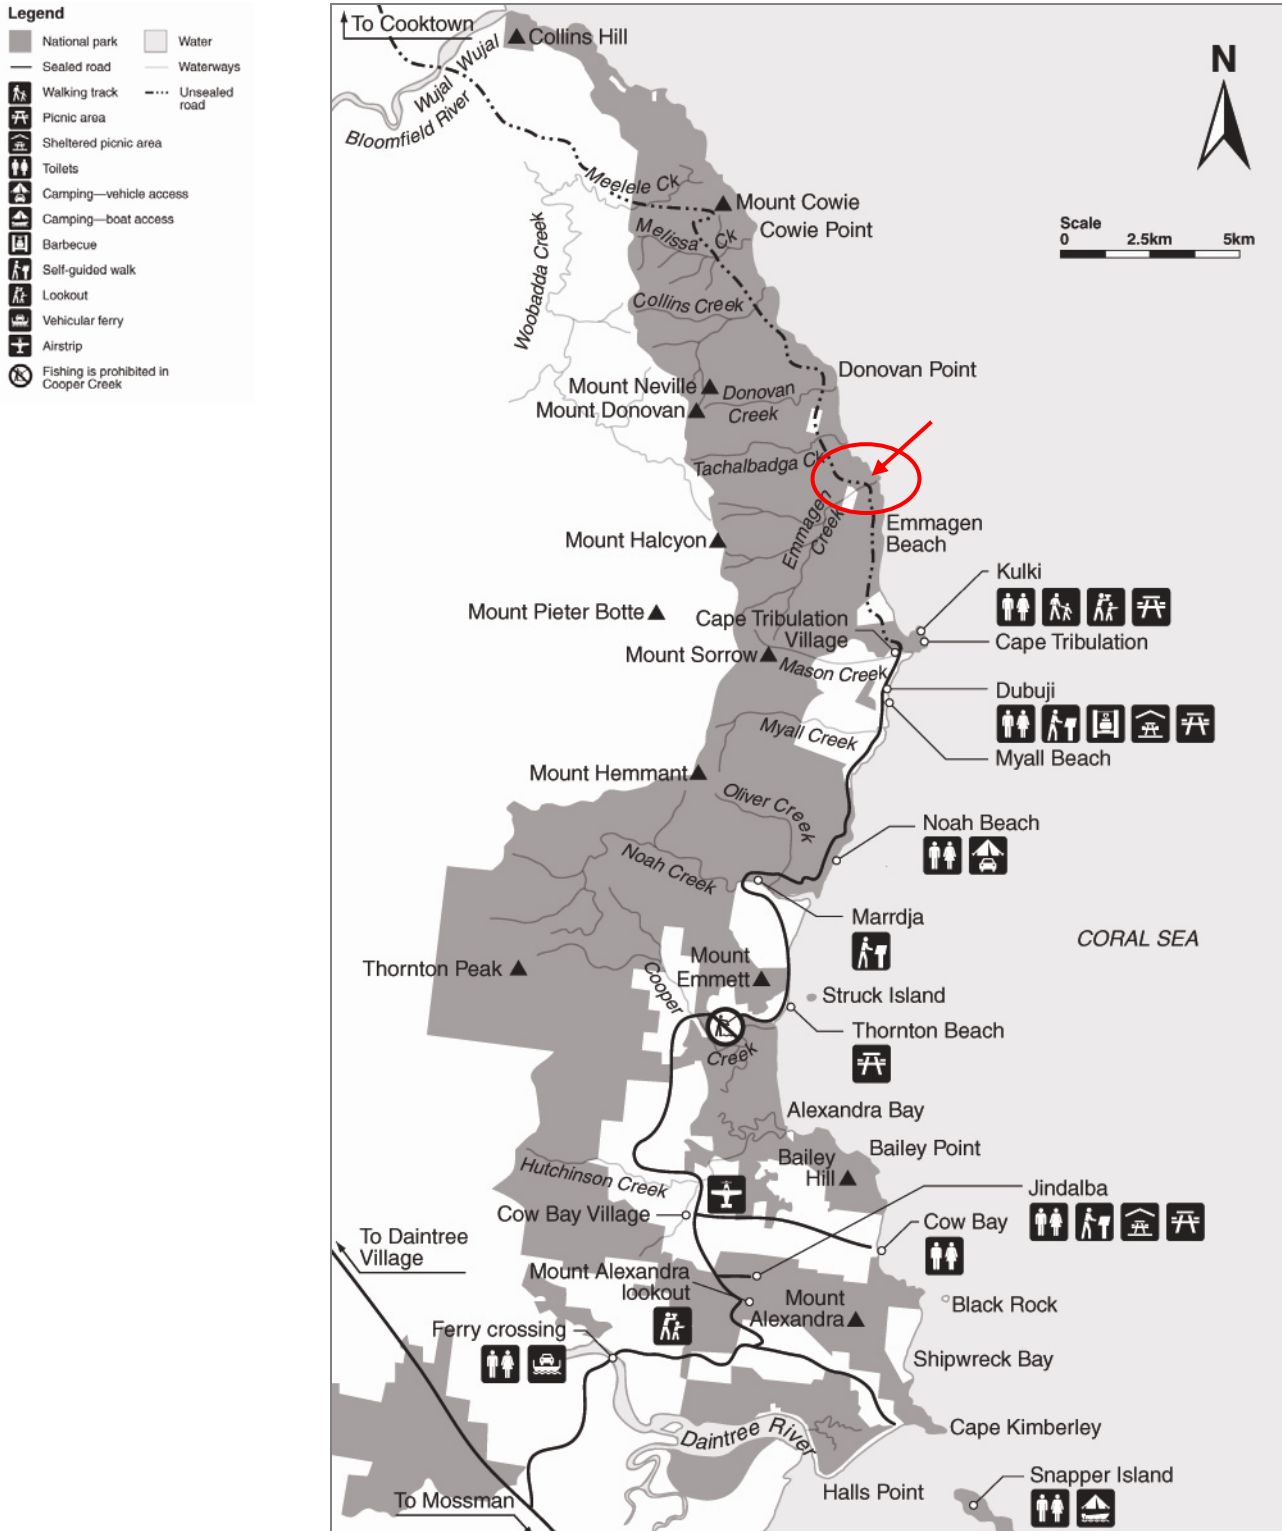 Legend
National park
Water
Sealed road
Waterways
Walking track
Unsealed
road
Picnic area
Sheltered picnic area
Toilets
Camping—vehicle access
Camping—boat access
Barbecue
Self-guided walk
Lookout
Vehicular ferry
Airstrip
Fishing is prohibited in
Cooper Creek
To Cooktown
Collins Hill
N
Wujal Wujal
Bloomfield River
Meelele Ck
Mount Cowie
Cowie Point
Scale
0 2.5km 5km
Melissa Ck
Woobadda Creek
Collins Creek
Donovan Point
Mount Neville
Donovan
Creek
Mount Donovan
Tachalbadga Ck
Emmagen
Creek
Emmagen
Beach
Mount Halcyon
Kulki
Mount Pieter Botte
Cape Tribulation
Village
Cape Tribulation
Mount Sorrow
Mason Creek
Dubuji
Myall Creek
Myall Beach
Mount Hemmant
Oliver Creek
Noah Beach
Noah Creek
Marrdja
CORAL SEA
Mount
Emmett
Thornton Peak
Cooper
Creek
Struck Island
Thornton Beach
Alexandra Bay
Bailey Point
Bailey
Hill
Hutchinson Creek
Jindalba
Cow Bay Village
Cow Bay
To Daintree
Village
Mount Alexandra
lookout
Mount
Alexandra
Black Rock
Ferry crossing
Shipwreck Bay
Cape Kimberley
Daintree River
Snapper Island
Halls Point
To Mossman